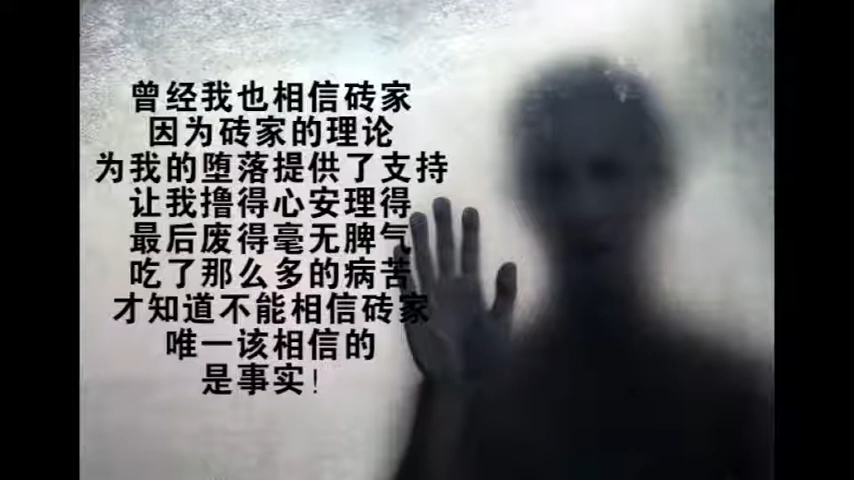 曾经我也相信砖家
因为砖家的理论
为我的堕落提供了支持
让我撸得心安理得
最后废得毫无脾气
吃了那么多的病苦
才知道不能相信砖家
唯一该相信的
是事实！